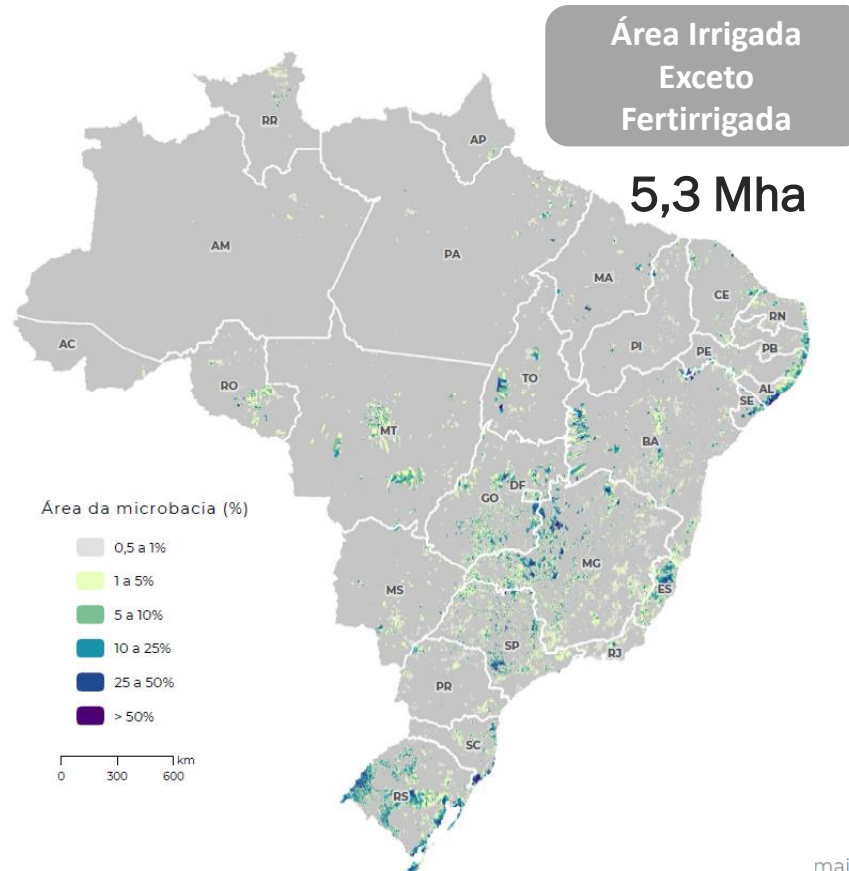 Área Irrigada
Exceto
Fertirrigada
5,3 Mha
RR
AP
AM
PA
MA
CE
RN
PB
PI
PE
AL
SE
AC
RO
TO
BA
MT
DF
GO
MG
ES
MS
SP
RJ
PR
SC
RS
Área da microbacia (%)
0,5 a 1%
1 a 5%
5 a 10%
10 a 25%
25 a 50%
> 50%
km
0 300 600
mai